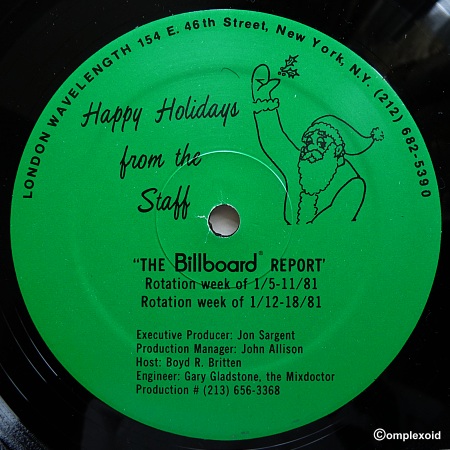 LONDON WAVELENGTH 154 E. 46th Street, New York, N.Y. (212) 682-5390
Happy Holidays
from the
Staff
"THE Billboard® REPORT'
Rotation week of 1/5-11/81
Rotation week of 1/12-18/81
Executive Producer: Jon Sargent
Production Manager: John Allison
Host: Boyd R. Britten
Engineer: Gary Gladstone, the Mixdoctor
Production # (213) 656-3368
©omplexoid